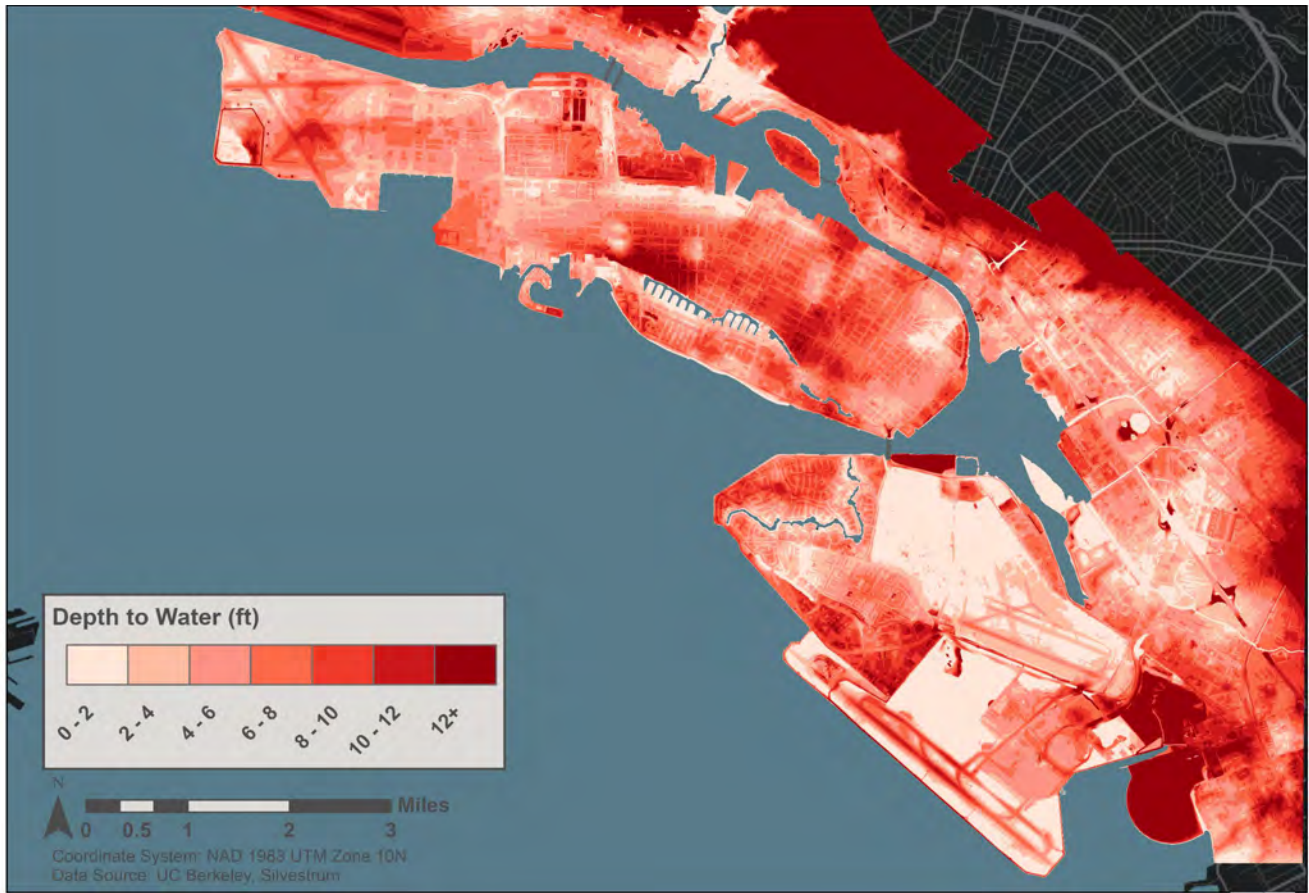 Depth to Water (ft)
0 - 2
2 - 4
4 - 6
6 - 8
8 - 10
10 - 12
12+
N
Miles
0 0.5 1 2 3
Coordinate System: NAD 1983 UTM Zone 10N
Data Source: UC Berkeley, Silvestrum